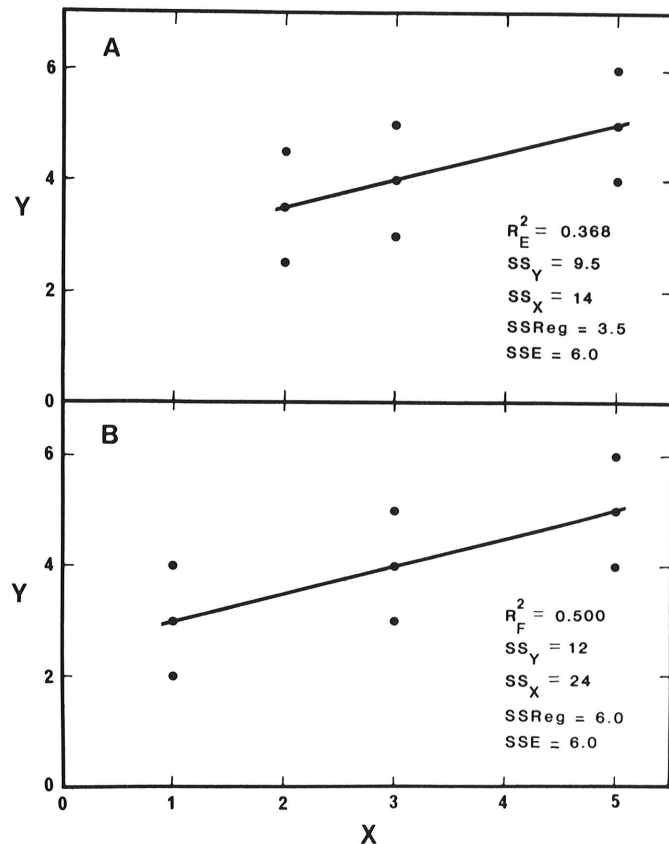 A
6
4
Y
2
0
R²E = 0.368
SSY = 9.5
SSX = 14
SSReg = 3.5
SSE = 6.0
B
6
4
Y
2
0
R²F = 0.500
SSY = 12
SSX = 24
SSReg = 6.0
SSE = 6.0
0 1 2 3 4 5
X